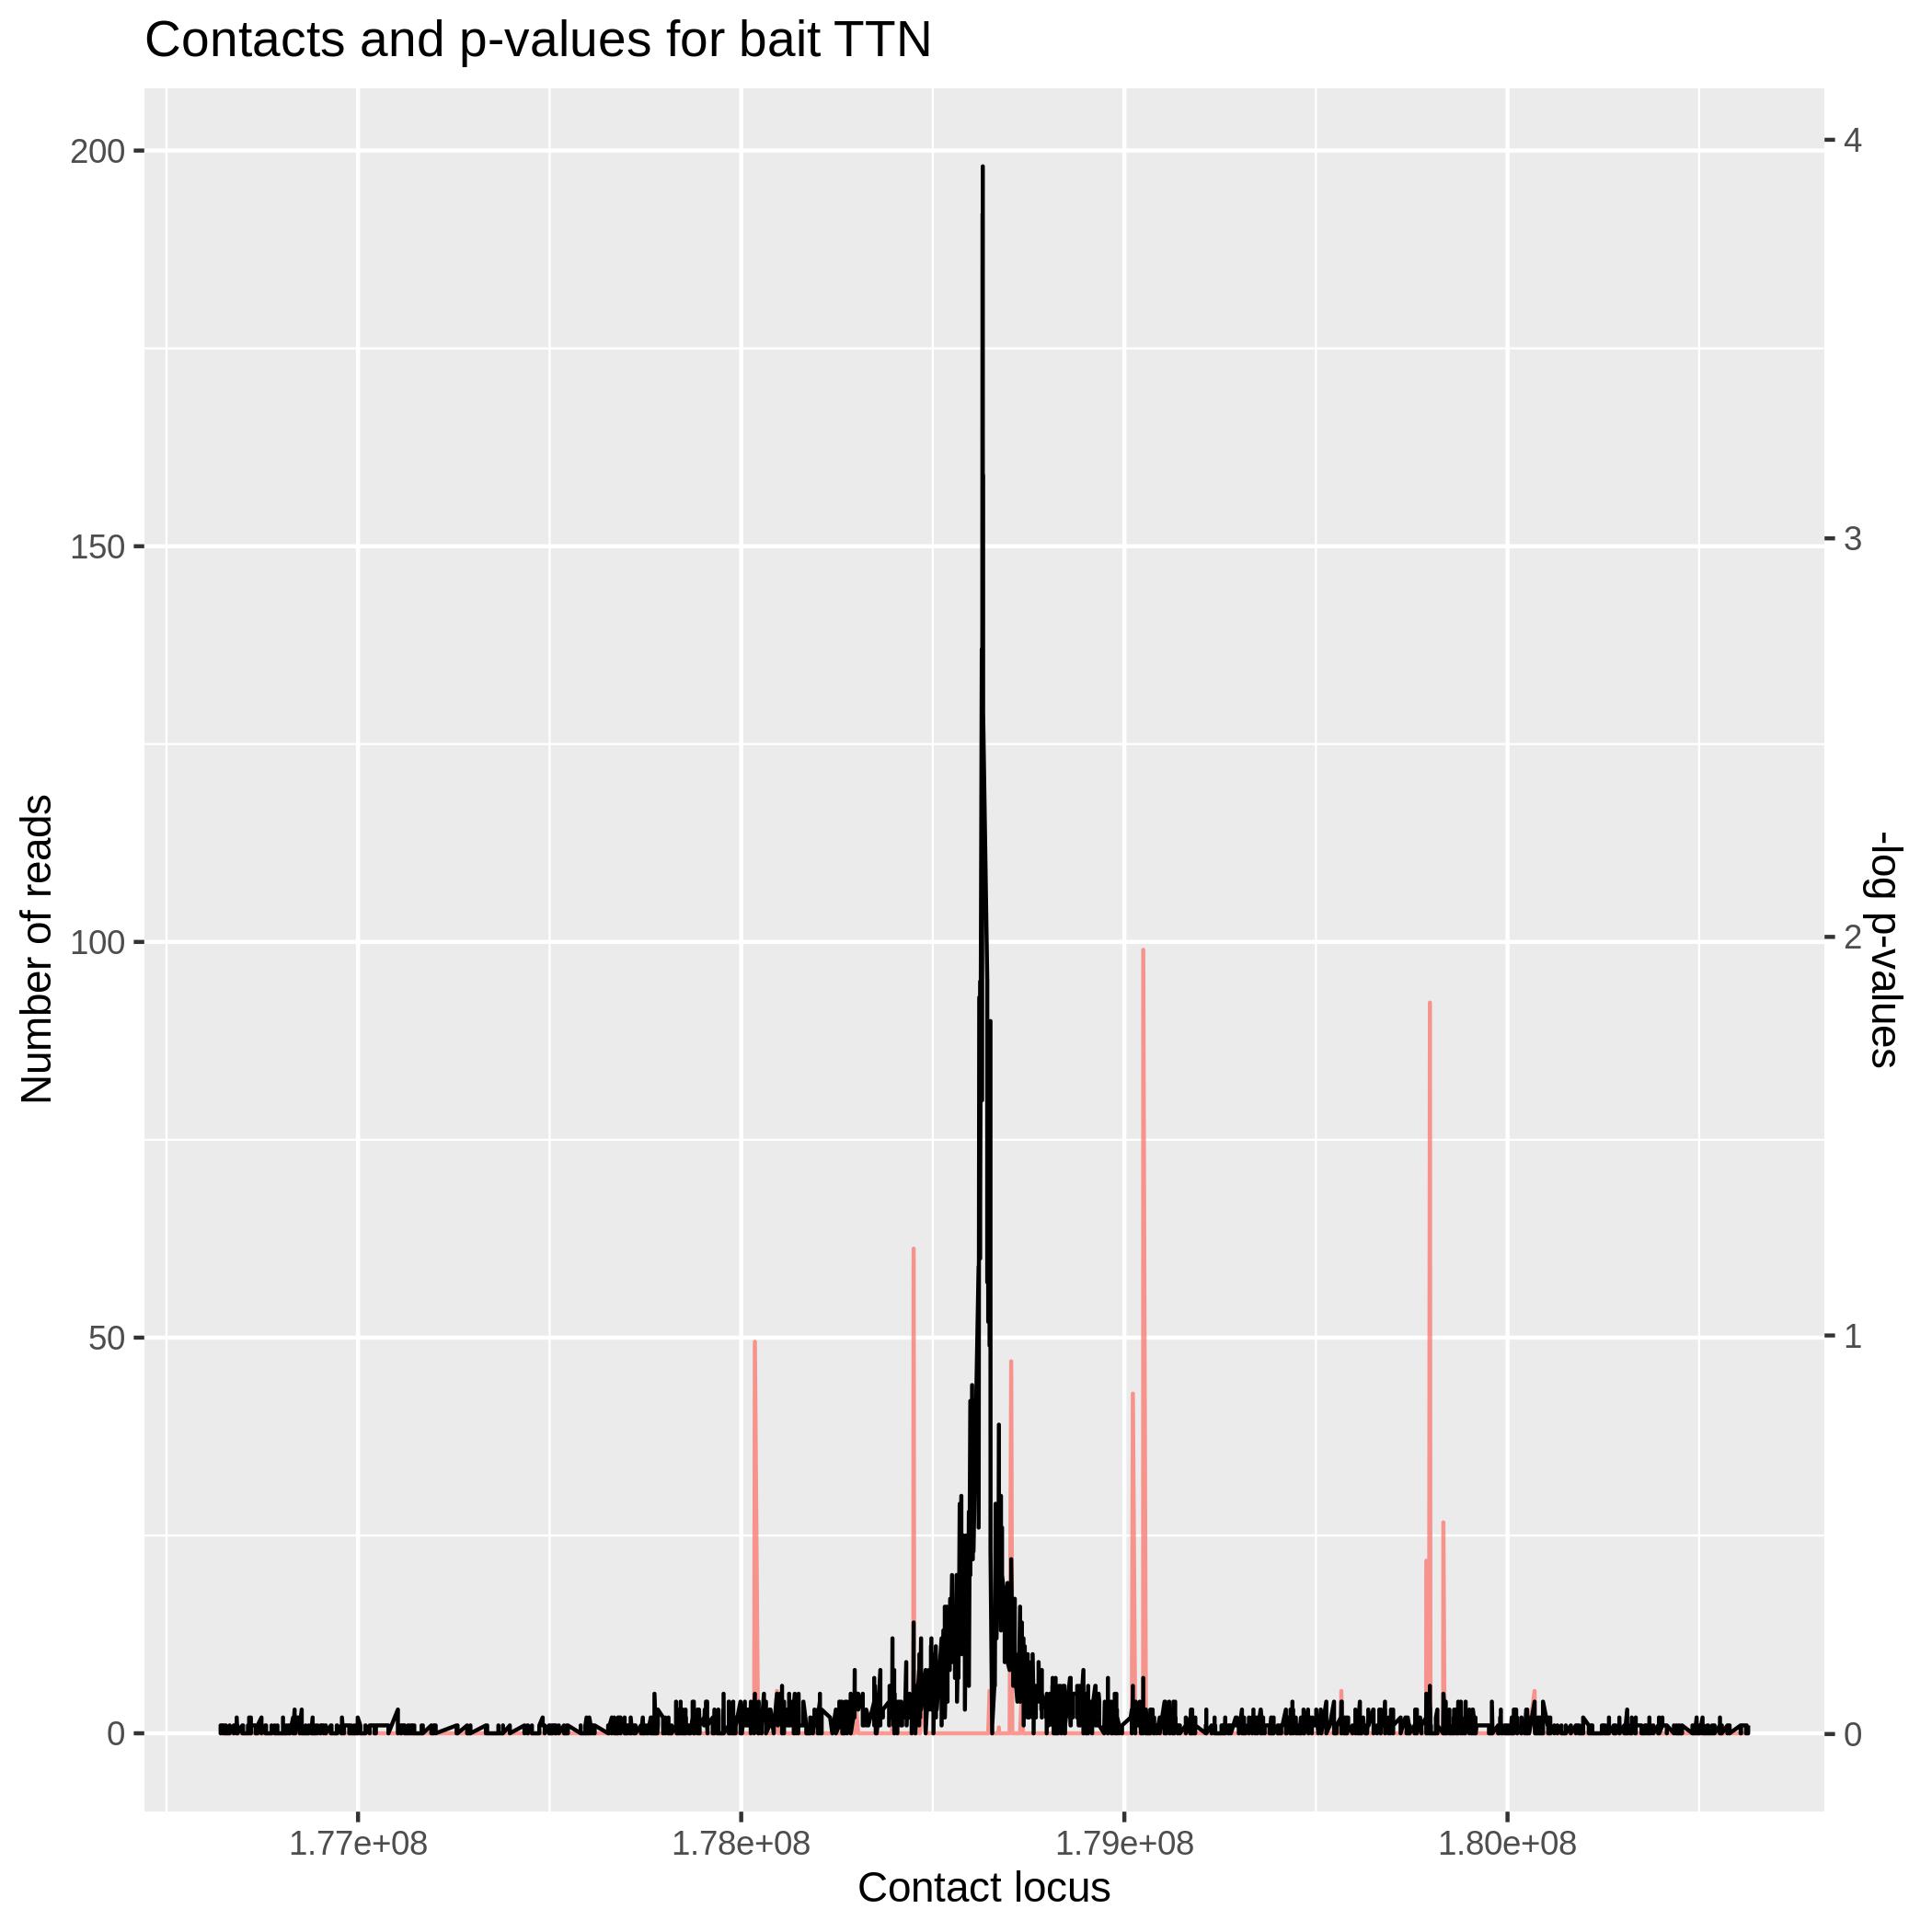 Contacts and p-values for bait TTN
200
150
100
50
0
Number of reads
4
3
2
1
0
-log p-values
1.77e+08
1.78e+08
1.79e+08
1.80e+08
Contact locus